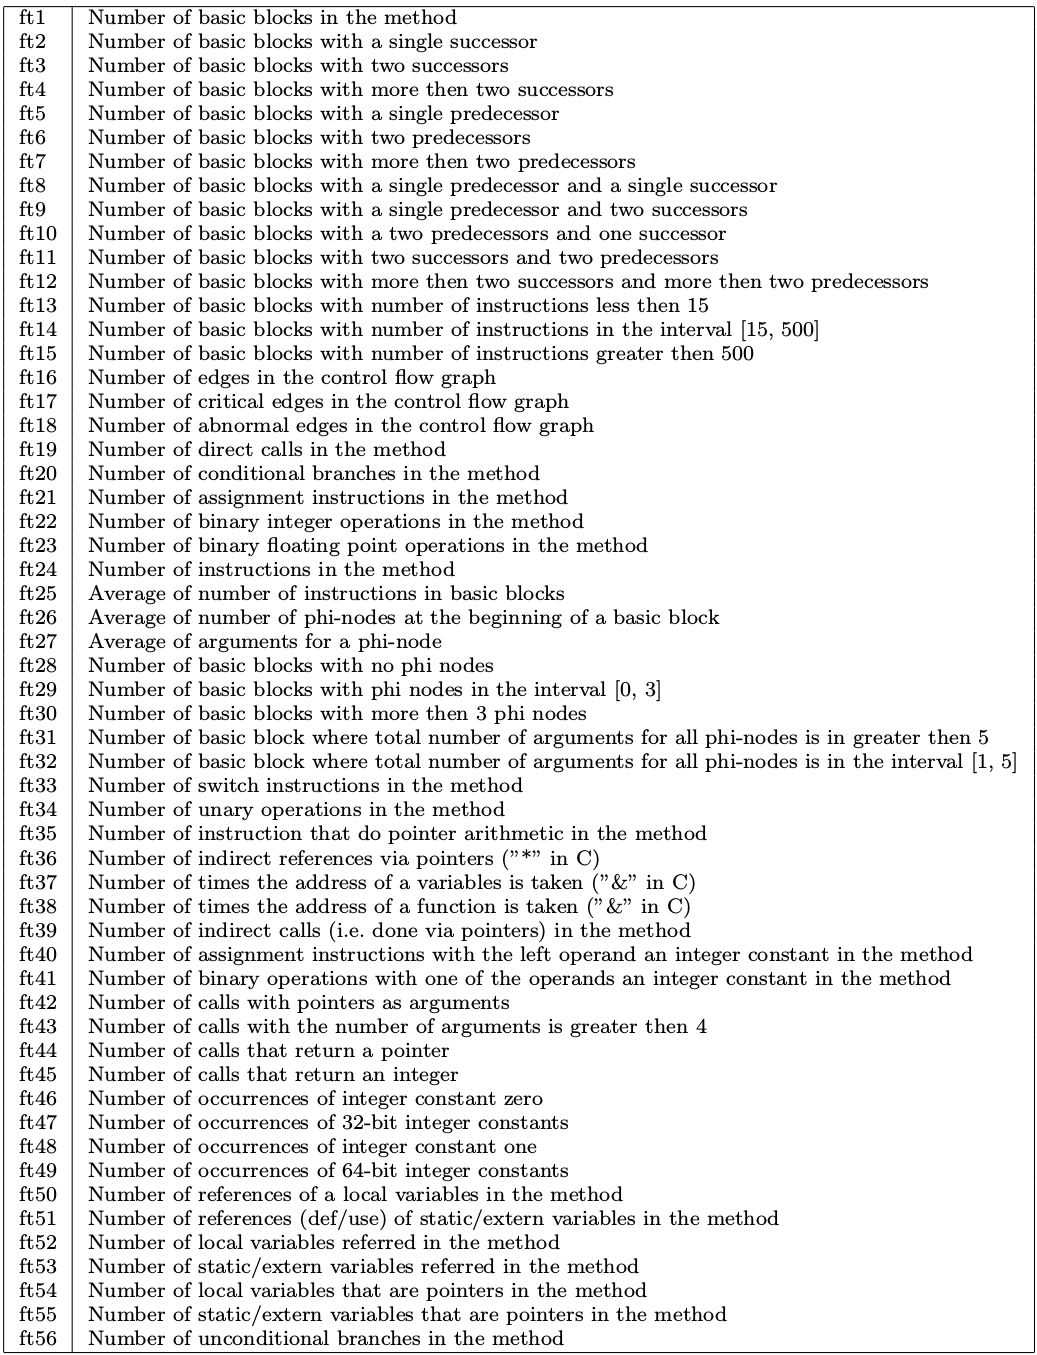 ft1 Number of basic blocks in the method
ft2 Number of basic blocks with a single successor
ft3 Number of basic blocks with two successors
ft4 Number of basic blocks with more then two successors
ft5 Number of basic blocks with a single predecessor
ft6 Number of basic blocks with two predecessors
ft7 Number of basic blocks with more then two predecessors
ft8 Number of basic blocks with a single predecessor and a single successor
ft9 Number of basic blocks with a single predecessor and two successors
ft10 Number of basic blocks with a two predecessors and one successor
ft11 Number of basic blocks with two successors and two predecessors
ft12 Number of basic blocks with more then two successors and more then two predecessors
ft13 Number of basic blocks with number of instructions less then 15
ft14 Number of basic blocks with number of instructions in the interval [15, 500]
ft15 Number of basic blocks with number of instructions greater then 500
ft16 Number of edges in the control flow graph
ft17 Number of critical edges in the control flow graph
ft18 Number of abnormal edges in the control flow graph
ft19 Number of direct calls in the method
ft20 Number of conditional branches in the method
ft21 Number of assignment instructions in the method
ft22 Number of binary integer operations in the method
ft23 Number of binary floating point operations in the method
ft24 Number of instructions in the method
ft25 Average of number of instructions in basic blocks
ft26 Average of number of phi-nodes at the beginning of a basic block
ft27 Average of arguments for a phi-node
ft28 Number of basic blocks with no phi nodes
ft29 Number of basic blocks with phi nodes in the interval [0, 3]
ft30 Number of basic blocks with more then 3 phi nodes
ft31 Number of basic block where total number of arguments for all phi-nodes is in greater then 5
ft32 Number of basic block where total number of arguments for all phi-nodes is in the interval [1, 5]
ft33 Number of switch instructions in the method
ft34 Number of unary operations in the method
ft35 Number of instruction that do pointer arithmetic in the method
ft36 Number of indirect references via pointers (”*” in C)
ft37 Number of times the address of a variables is taken (”&” in C)
ft38 Number of times the address of a function is taken (”&” in C)
ft39 Number of indirect calls (i.e. done via pointers) in the method
ft40 Number of assignment instructions with the left operand an integer constant in the method
ft41 Number of binary operations with one of the operands an integer constant in the method
ft42 Number of calls with pointers as arguments
ft43 Number of calls with the number of arguments is greater then 4
ft44 Number of calls that return a pointer
ft45 Number of calls that return an integer
ft46 Number of occurrences of integer constant zero
ft47 Number of occurrences of 32-bit integer constants
ft48 Number of occurrences of integer constant one
ft49 Number of occurrences of 64-bit integer constants
ft50 Number of references of a local variables in the method
ft51 Number of references (def/use) of static/extern variables in the method
ft52 Number of local variables referred in the method
ft53 Number of static/extern variables referred in the method
ft54 Number of local variables that are pointers in the method
ft55 Number of static/extern variables that are pointers in the method
ft56 Number of unconditional branches in the method